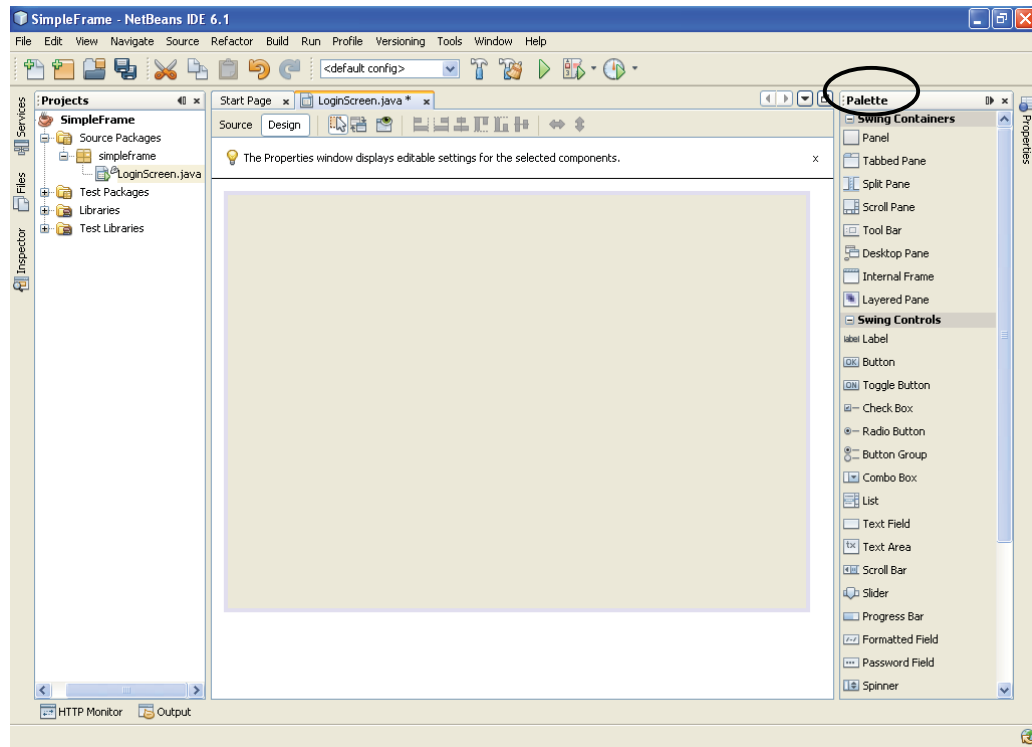 SimpleFrame - NetBeans IDE 6.1
File Edit View Navigate Source Refactor Build Run Profile Versioning Tools Window Help
<default config>
Services
Files
Inspector
Projects
SimpleFrame
Source Packages
simpleframe
LoginScreen.java
Test Packages
Libraries
Test Libraries
Start Page x LoginScreen.java * x
Source Design
The Properties window displays editable settings for the selected components. x
Palette
Swing Containers
Panel
Tabbed Pane
Split Pane
Scroll Pane
Tool Bar
Desktop Pane
Internal Frame
Layered Pane
Swing Controls
label Label
OK Button
ON Toggle Button
Check Box
Radio Button
Button Group
Combo Box
List
Text Field
tx Text Area
Scroll Bar
Slider
Progress Bar
Formatted Field
Password Field
Spinner
Properties
HTTP Monitor Output